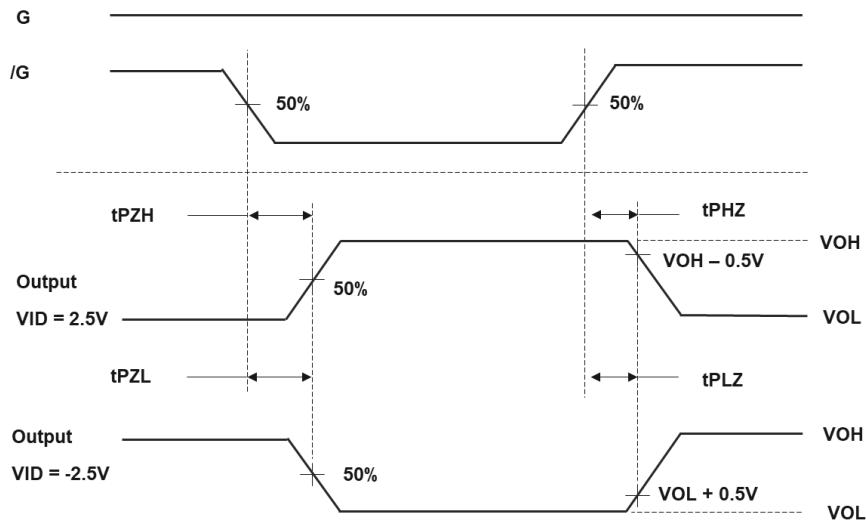 G
/G
50%
50%
tPZH
tPHZ
VOH
VOH – 0.5V
Output
50%
VID = 2.5V
VOL
tPZL
tPLZ
Output
VOH
VID = -2.5V
50%
VOL + 0.5V
VOL